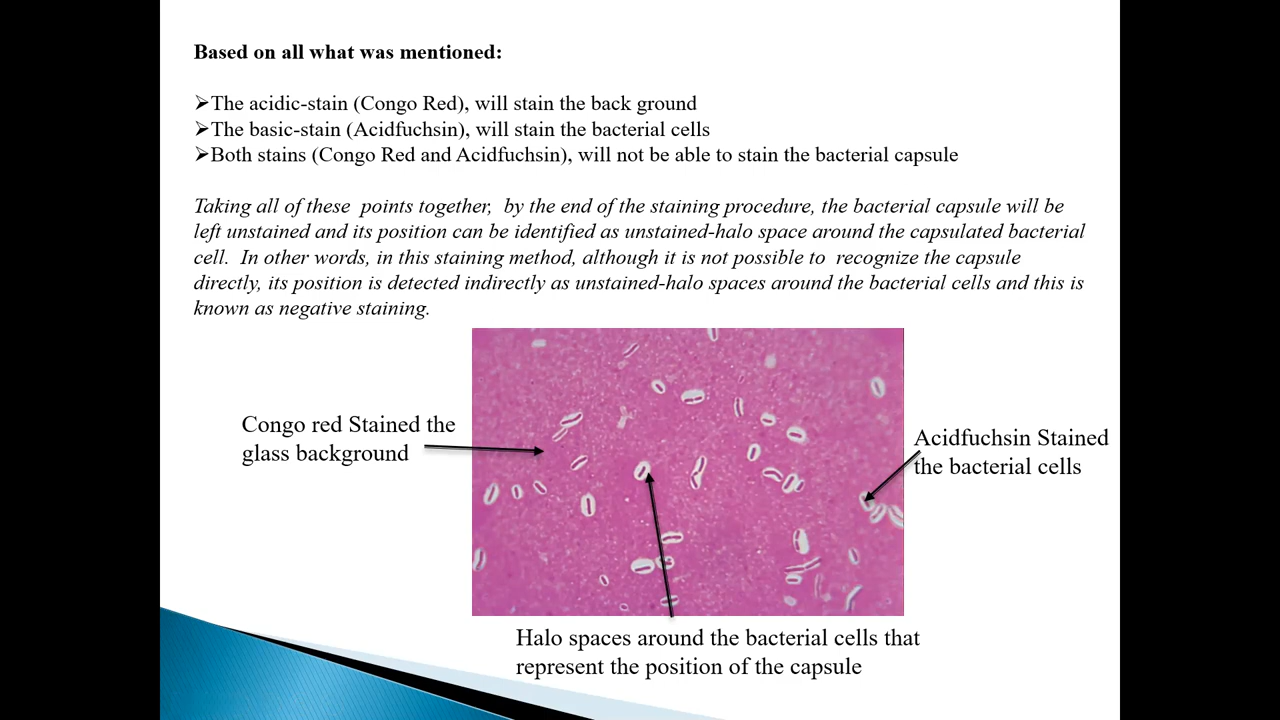 Based on all what was mentioned:
➢The acidic-stain (Congo Red), will stain the back ground
➢The basic-stain (Acidfuchsin), will stain the bacterial cells
➢Both stains (Congo Red and Acidfuchsin), will not be able to stain the bacterial capsule
Taking all of these points together, by the end of the staining procedure, the bacterial capsule will be
left unstained and its position can be identified as unstained-halo space around the capsulated bacterial
cell. In other words, in this staining method, although it is not possible to recognize the capsule
directly, its position is detected indirectly as unstained-halo spaces around the bacterial cells and this is
known as negative staining.
Congo red Stained the
glass background
Acidfuchsin Stained
the bacterial cells
Halo spaces around the bacterial cells that
represent the position of the capsule